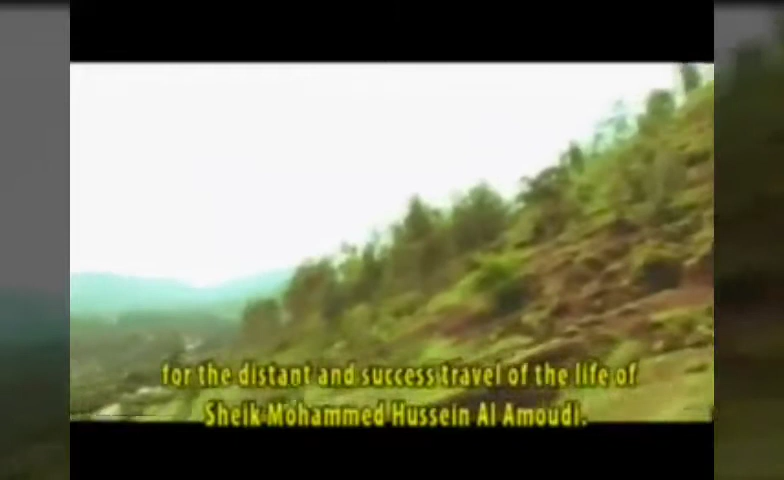 for the distant and success travel of the life of
Sheik Mohammed Hussein Al Amoudi.